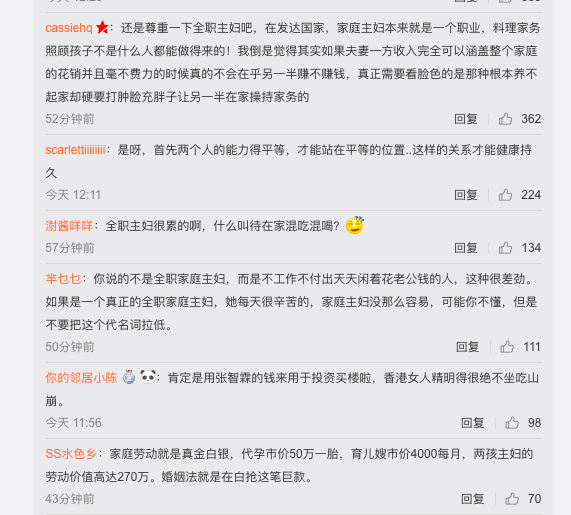 cassiehq：还是尊重一下全职主妇吧，在发达国家，家庭主妇本来就是一个职业，料理家务
照顾孩子不是什么人都能做得来的！我倒是觉得其实如果夫妻一方收入完全可以涵盖整个家庭
的花销并且毫不费力的时候真的不会在乎另一半赚不赚钱，真正需要看脸色的是那种根本养不
起家却硬要打肿脸充胖子让另一半在家操持家务的
52分钟前 回复 362
scarlettiiiiiiii：是呀，首先两个人的能力得平等，才能站在平等的位置..这样的关系才能健康持
久
今天 12:11 回复 224
澍酱咩咩：全职主妇很累的啊，什么叫待在家混吃混喝？
57分钟前 回复 134
芈乜乜：你说的不是全职家庭主妇，而是不工作不付出天天闲着花老公钱的人，这种很差劲。
如果是一个真正的全职家庭主妇，她每天很辛苦的，家庭主妇没那么容易，可能你不懂，但是
不要把这个代名词拉低。
50分钟前 回复 111
你的邻居小陈：肯定是用张智霖的钱来用于投资买楼啦，香港女人精明得很绝不坐吃山
崩。
今天 11:56 回复 98
SS水色乡：家庭劳动就是真金白银，代孕市价50万一胎，育儿嫂市价4000每月，两孩主妇的
劳动价值高达270万。婚姻法就是在白抢这笔巨款。
43分钟前 回复 70